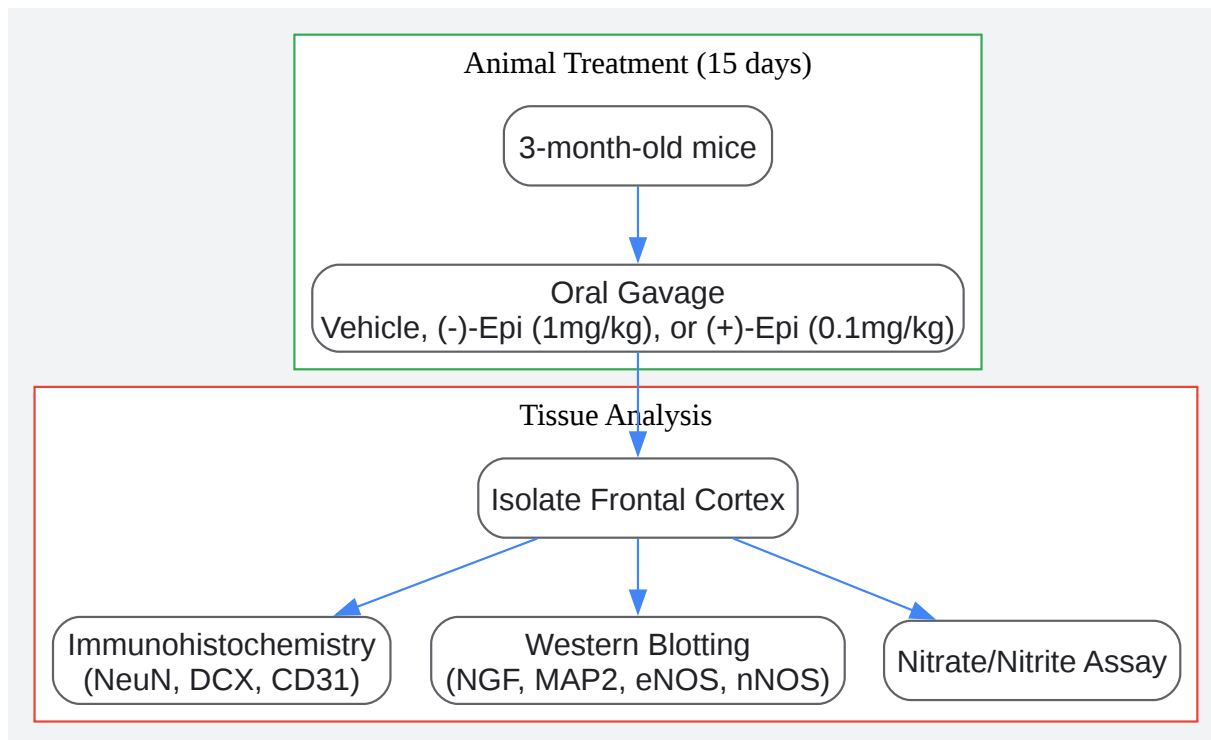 Animal Treatment (15 days)
3-month-old mice
Oral Gavage
Vehicle, (-)-Epi (1mg/kg), or (+)-Epi (0.1mg/kg)
Tissue Analysis
Isolate Frontal Cortex
Immunohistochemistry
(NeuN, DCX, CD31)
Western Blotting
(NGF, MAP2, eNOS, nNOS)
Nitrate/Nitrite Assay